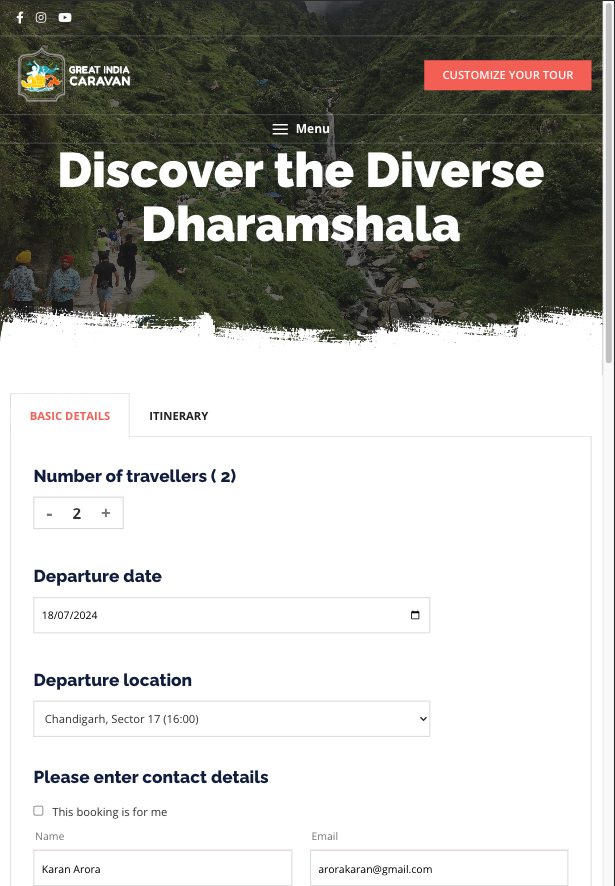 GREAT INDIA
CARAVAN
CUSTOMIZE YOUR TOUR
Menu
Discover the Diverse
Dharamshala
BASIC DETAILS
ITINERARY
Number of travellers ( 2)
- 2 +
Departure date
18/07/2024
Departure location
Chandigarh, Sector 17 (16:00)
Please enter contact details
This booking is for me
Name Email
Karan Arora arorakaran@gmail.com